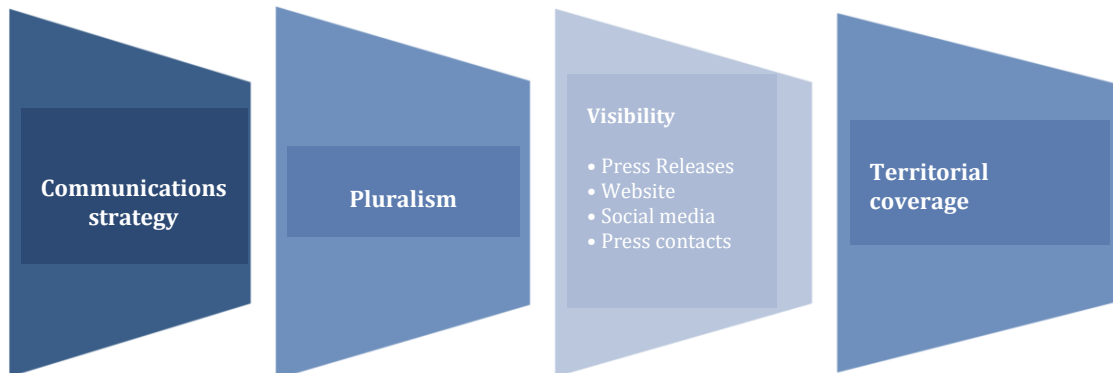 Communications
strategy
Pluralism
Visibility
• Press Releases
• Website
• Social media
• Press contacts
Territorial
coverage